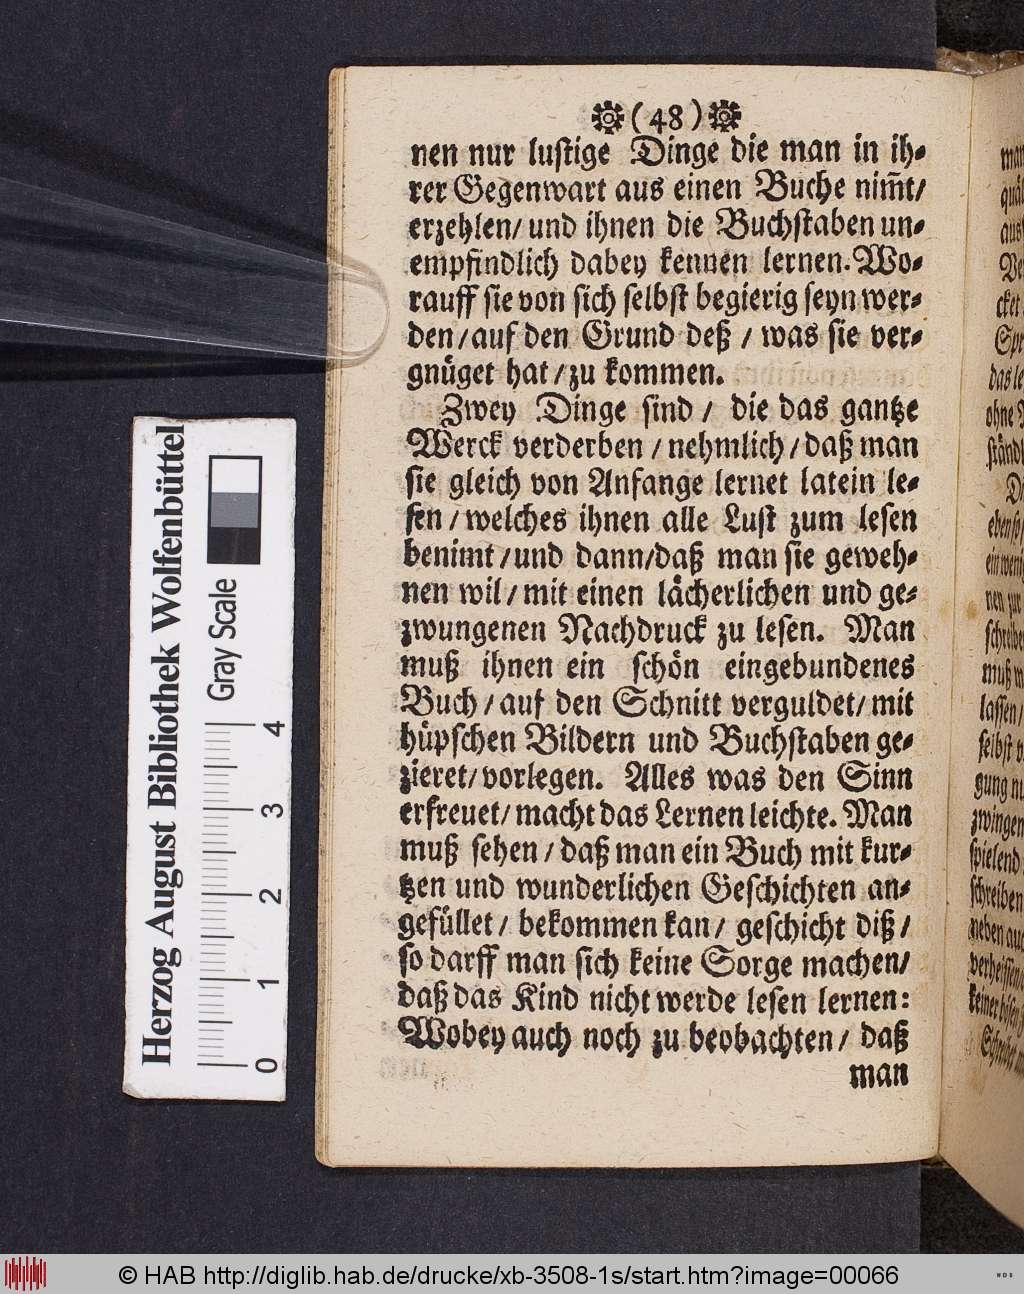 (48)
nen nur lustige Dinge die man in ih-
rer Gegenwart aus einen Buche nim̃t/
erzehlen/ und ihnen die Buchstaben un-
empfindlich dabey kennen lernen. Wo-
rauff sie von sich selbst begierig seyn wer-
den/ auf den Grund deß / was sie ver-
gnüget hat/ zu kommen.
Zwey Dinge sind / die das gantze
Werck verderben / nehmlich / daß man
sie gleich von Anfange lernet latein le-
sen / welches ihnen alle Lust zum lesen
benimt / und dann/ daß man sie geweh-
nen wil / mit einen lächerlichen und ge-
zwungenen Nachdruck zu lesen. Man
muß ihnen ein schön eingebundenes
Buch / auf den Schnitt verguldet/ mit
hüpschen Bildern und Buchstaben ge-
zieret/ vorlegen. Alles was den Sinn
erfreuet/ macht das Lernen leichte. Man
muß sehen / daß man ein Buch mit kur-
tzen und wunderlichen Geschichten an-
gefüllet / bekommen kan / geschicht diß /
so darff man sich keine Sorge machen/
daß das Kind nicht werde lesen lernen:
Wobey auch noch zu beobachten / daß
man
Herzog August Bibliothek Wolfenbüttel
Gray Scale
0 1 2 3 4
© HAB http://diglib.hab.de/drucke/xb-3508-1s/start.htm?image=00066